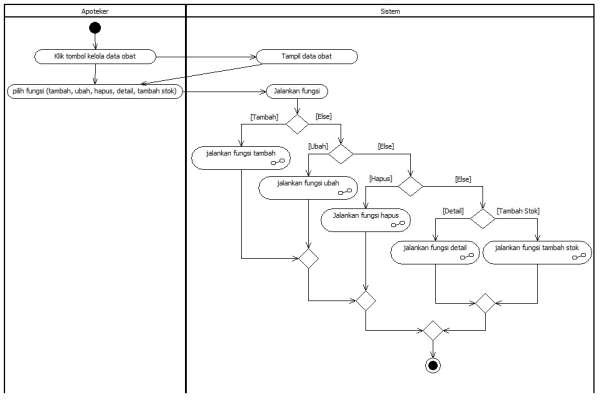 Apoteker
Sistem
Klik tombol kelola data obat
Tampil data obat
pilh fungsi (tambah, ubah, hapus, detail, tambah stok)
Jalankan fungsi
[Tambah]
[Else]
jalankan fungsi tambah
[Ubah]
[Else]
jalankan fungsi ubah
[Hapus]
[Else]
Jalankan fungsi hapus
[Detail]
[Tambah Stok]
jalankan fungsi detail
jalankan fungsi tambah stok